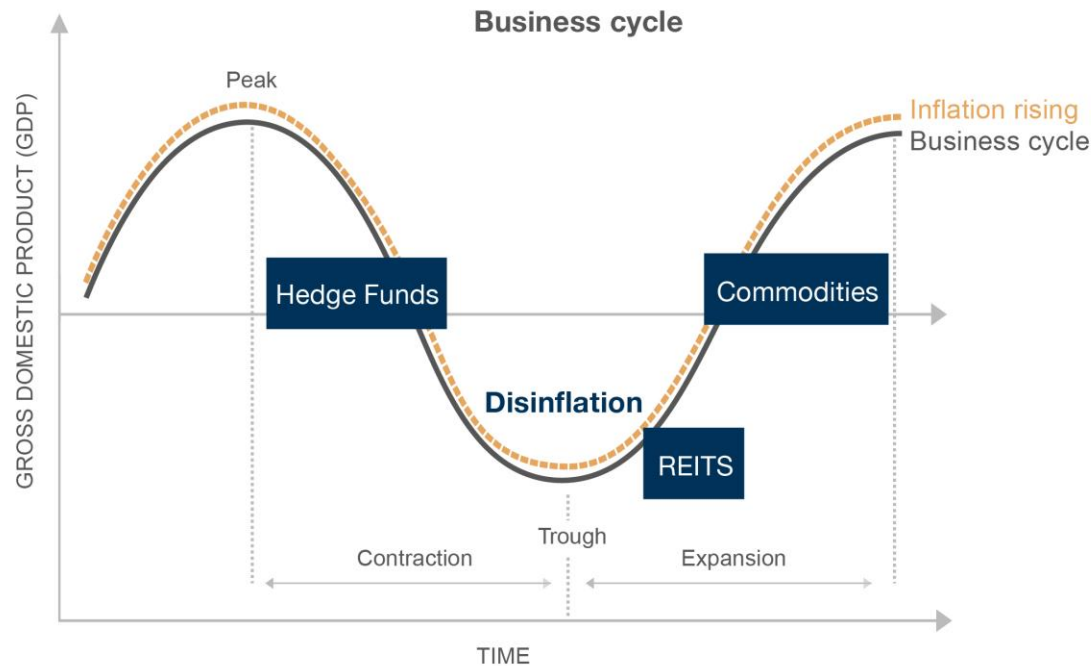 Business cycle
Peak
Inflation rising
Business cycle
GROSS DOMESTIC PRODUCT (GDP)
Hedge Funds
Commodities
Disinflation
REITS
Trough
Contraction
Expansion
TIME